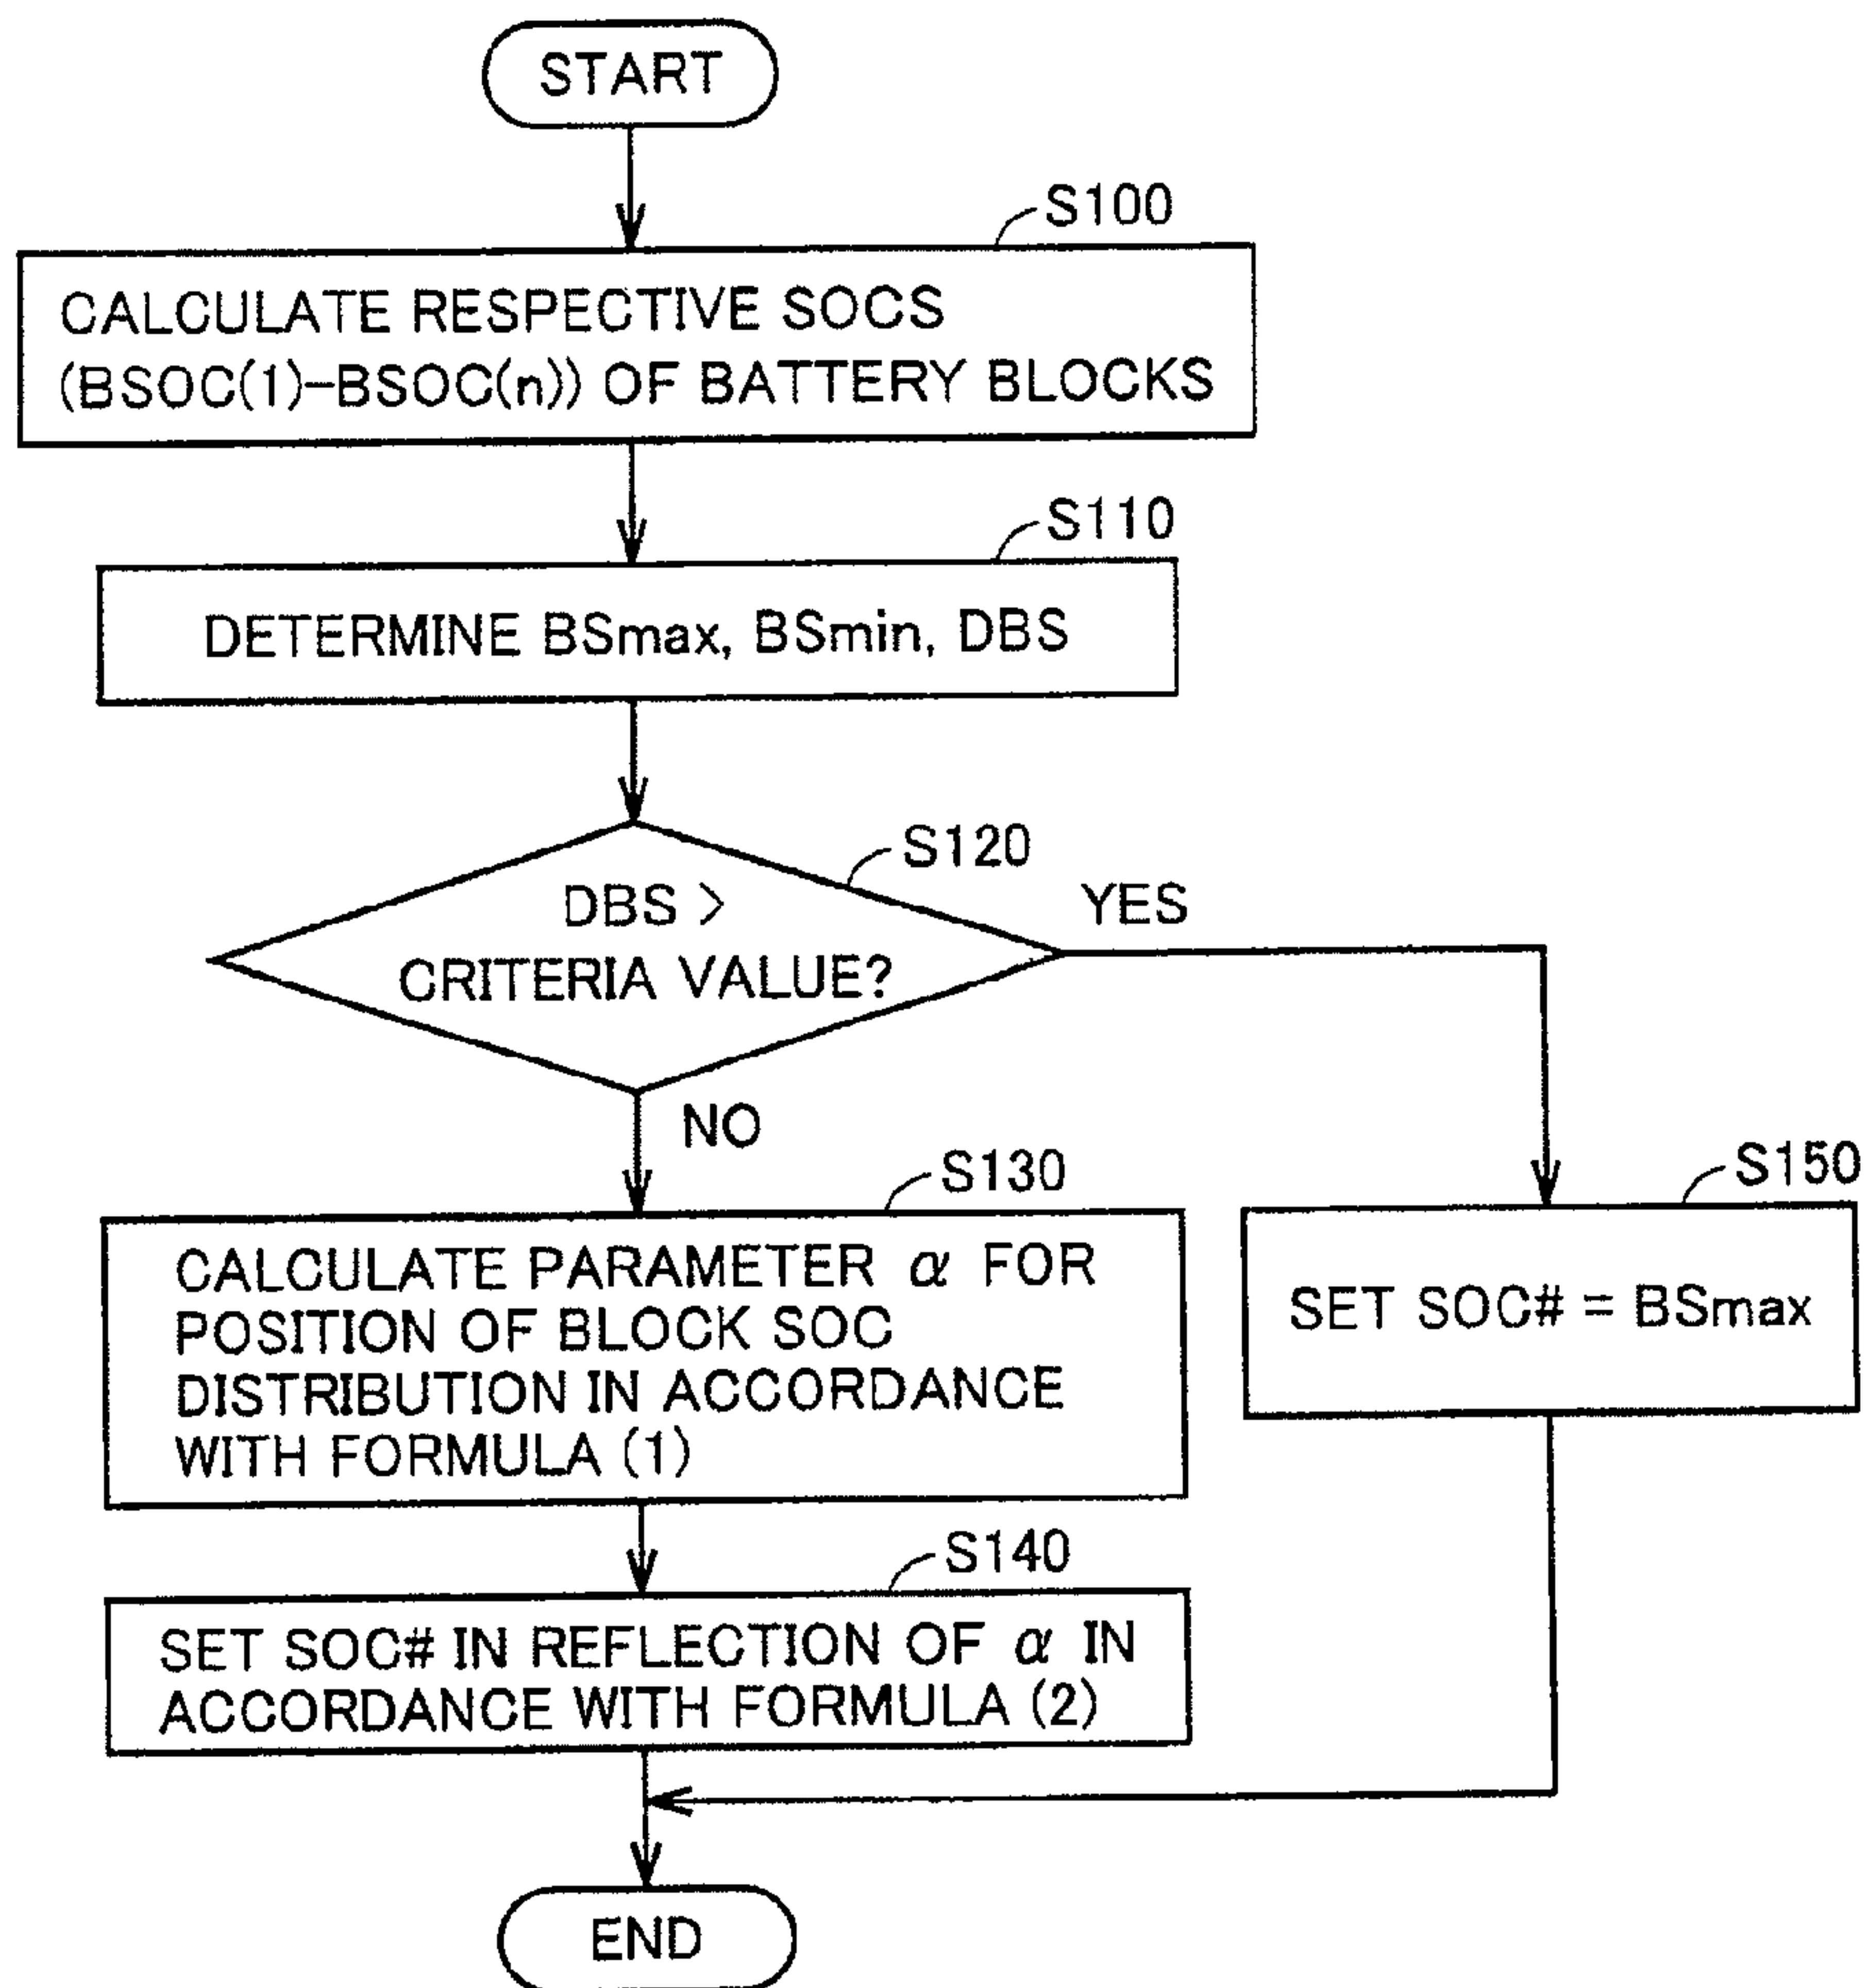 START
S100
CALCULATE RESPECTIVE SOCS
(BSOC(1)-BSOC(n)) OF BATTERY BLOCKS
S110
DETERMINE BSmax, BSmin, DBS
S120
DBS >
CRITERIA VALUE?
YES
NO
S130
CALCULATE PARAMETER α FOR
POSITION OF BLOCK SOC
DISTRIBUTION IN ACCORDANCE
WITH FORMULA (1)
S150
SET SOC# = BSmax
S140
SET SOC# IN REFLECTION OF α IN
ACCORDANCE WITH FORMULA (2)
END